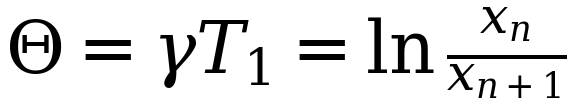 Θ = γT₁ = ln xₙ / xₙ₊₁